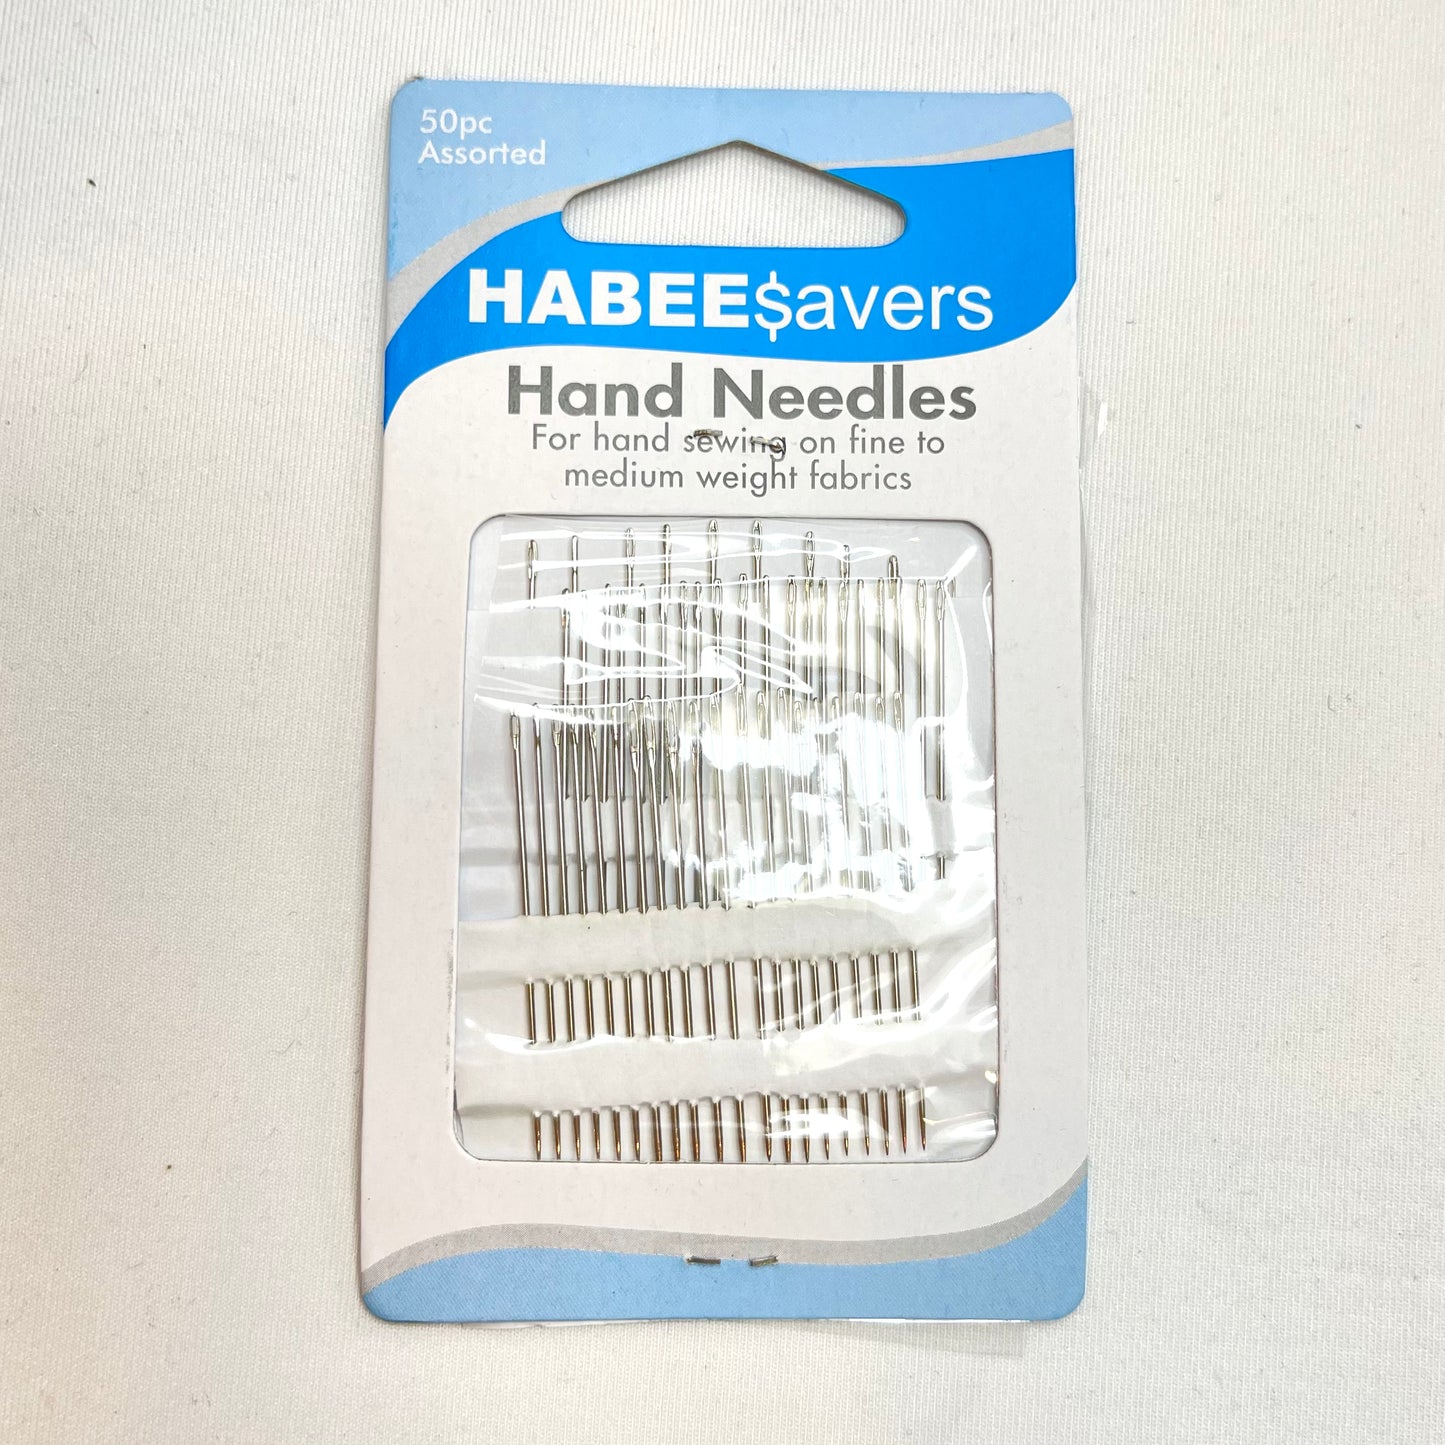 50pc
Assorted
HABEE$avers
Hand Needles
For hand sewing on fine to
medium weight fabrics